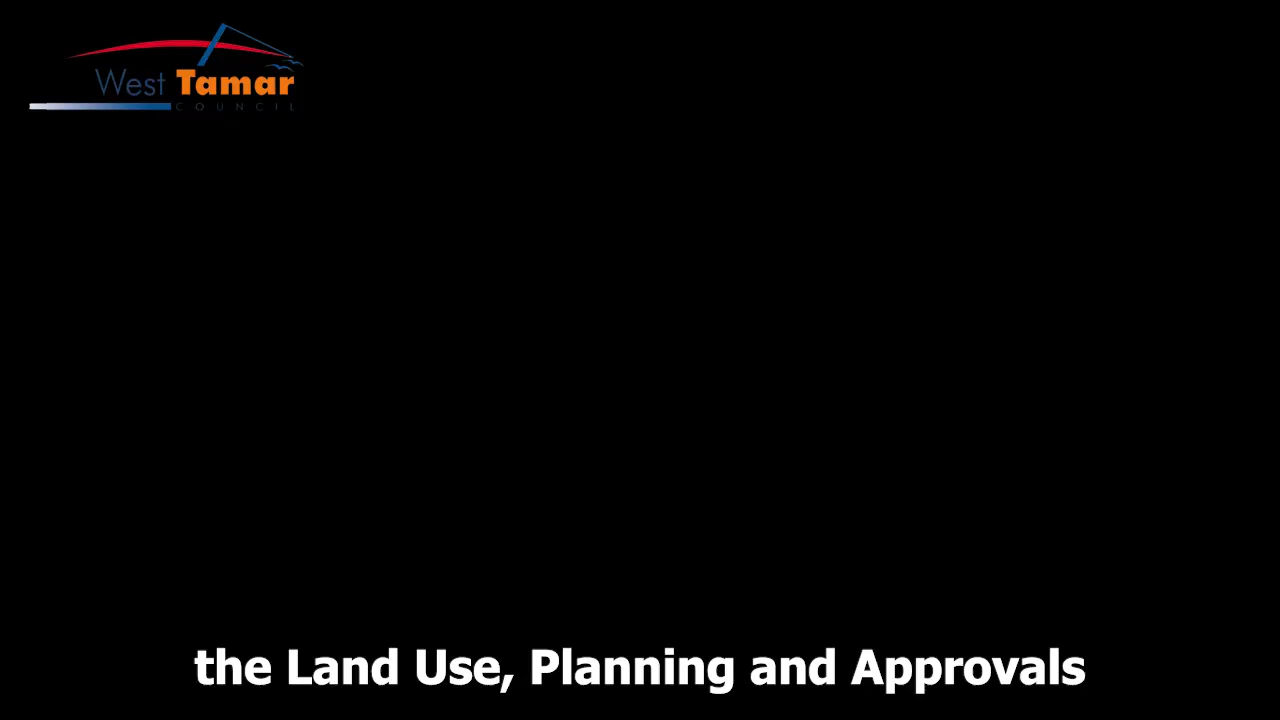 West Tamar
COUNCIL
the Land Use, Planning and Approvals